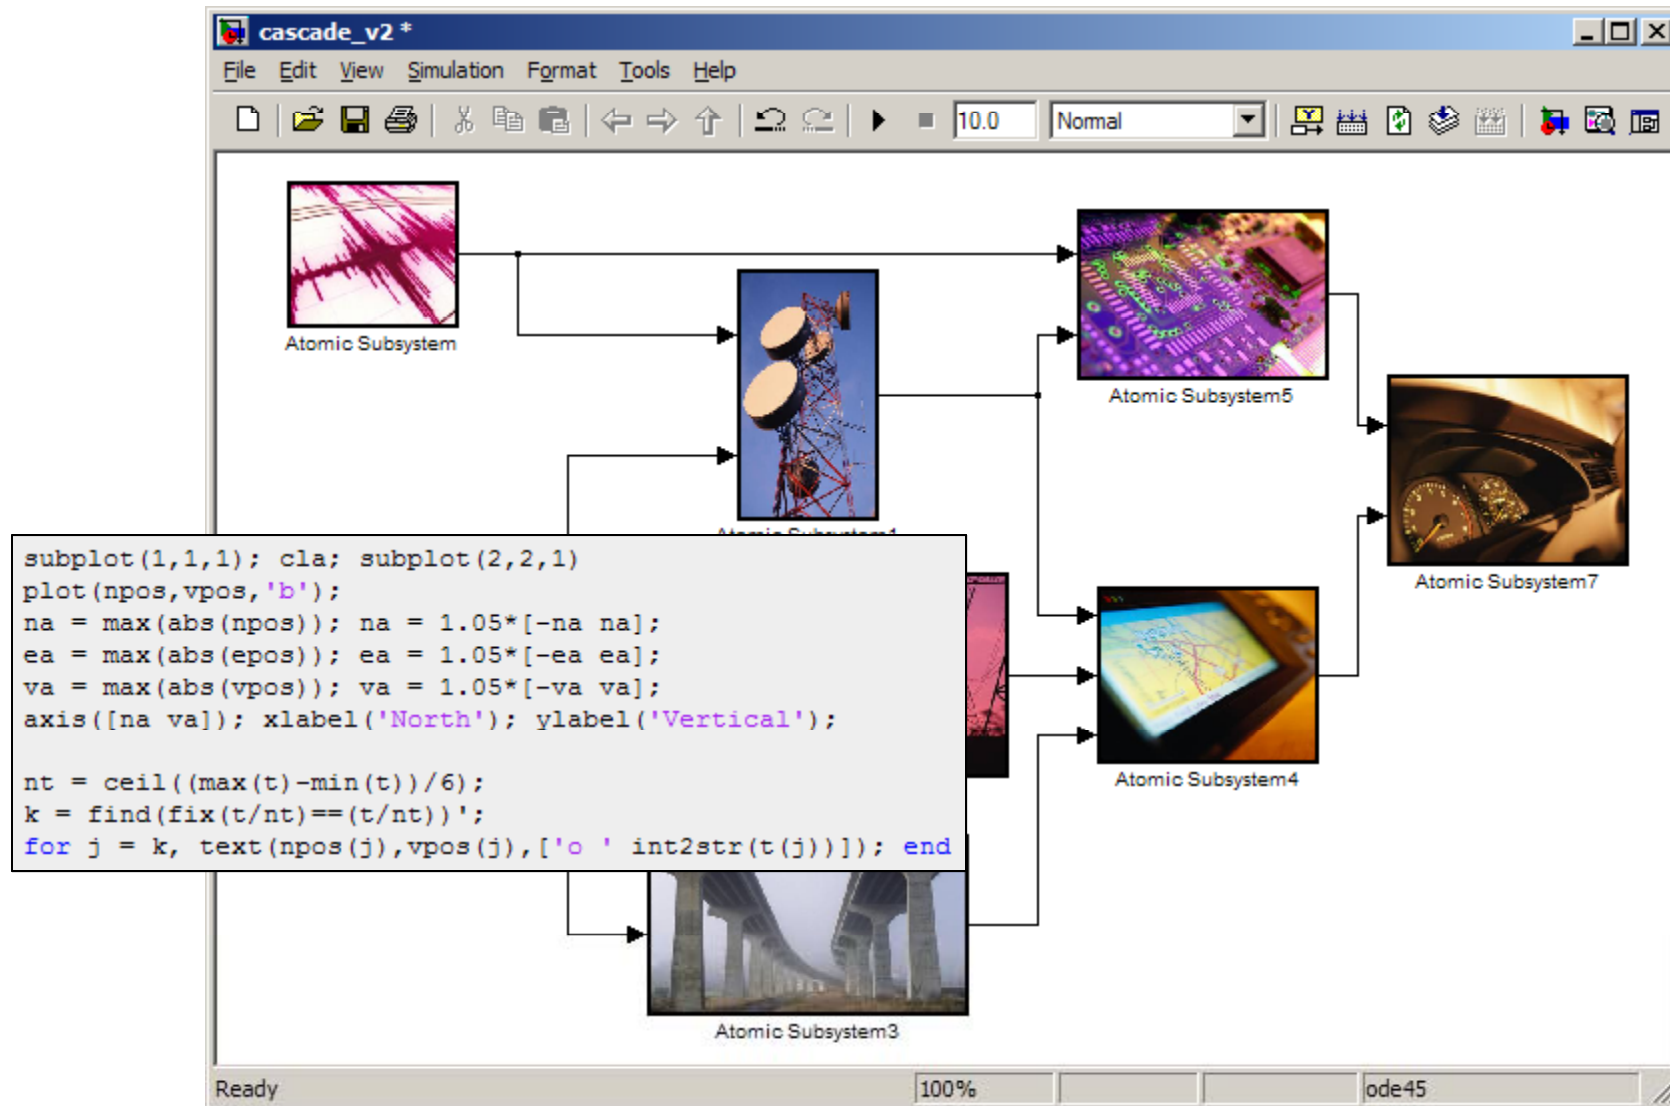 cascade_v2 *
File Edit View Simulation Format Tools Help
10.0 Normal
Atomic Subsystem
Atomic Subsystem5
Atomic Subsystem1
Atomic Subsystem7
subplot(1,1,1); cla; subplot(2,2,1)
plot(npos,vpos,'b');
na = max(abs(npos)); na = 1.05*[-na na];
ea = max(abs(epos)); ea = 1.05*[-ea ea];
va = max(abs(vpos)); va = 1.05*[-va va];
axis([na va]); xlabel('North'); ylabel('Vertical');
nt = ceil((max(t)-min(t))/6);
k = find(fix(t/nt)==(t/nt))';
for j = k, text(npos(j),vpos(j),['o ' int2str(t(j))]); end
Atomic Subsystem4
Atomic Subsystem3
Ready 100% ode45